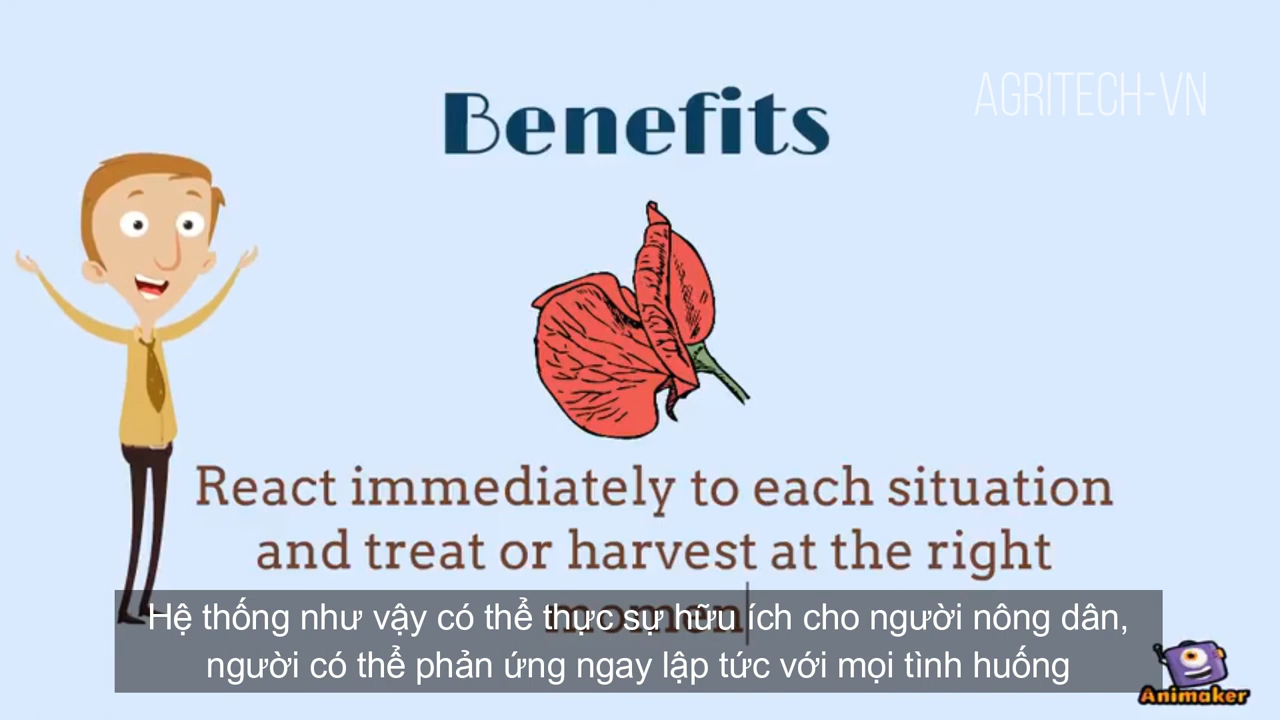 AGRITECH-VN
Benefits
React immediately to each situation
and treat or harvest at the right
momen
Hệ thống như vậy có thể thực sự hữu ích cho người nông dân,
người có thể phản ứng ngay lập tức với mọi tình huống
Animaker